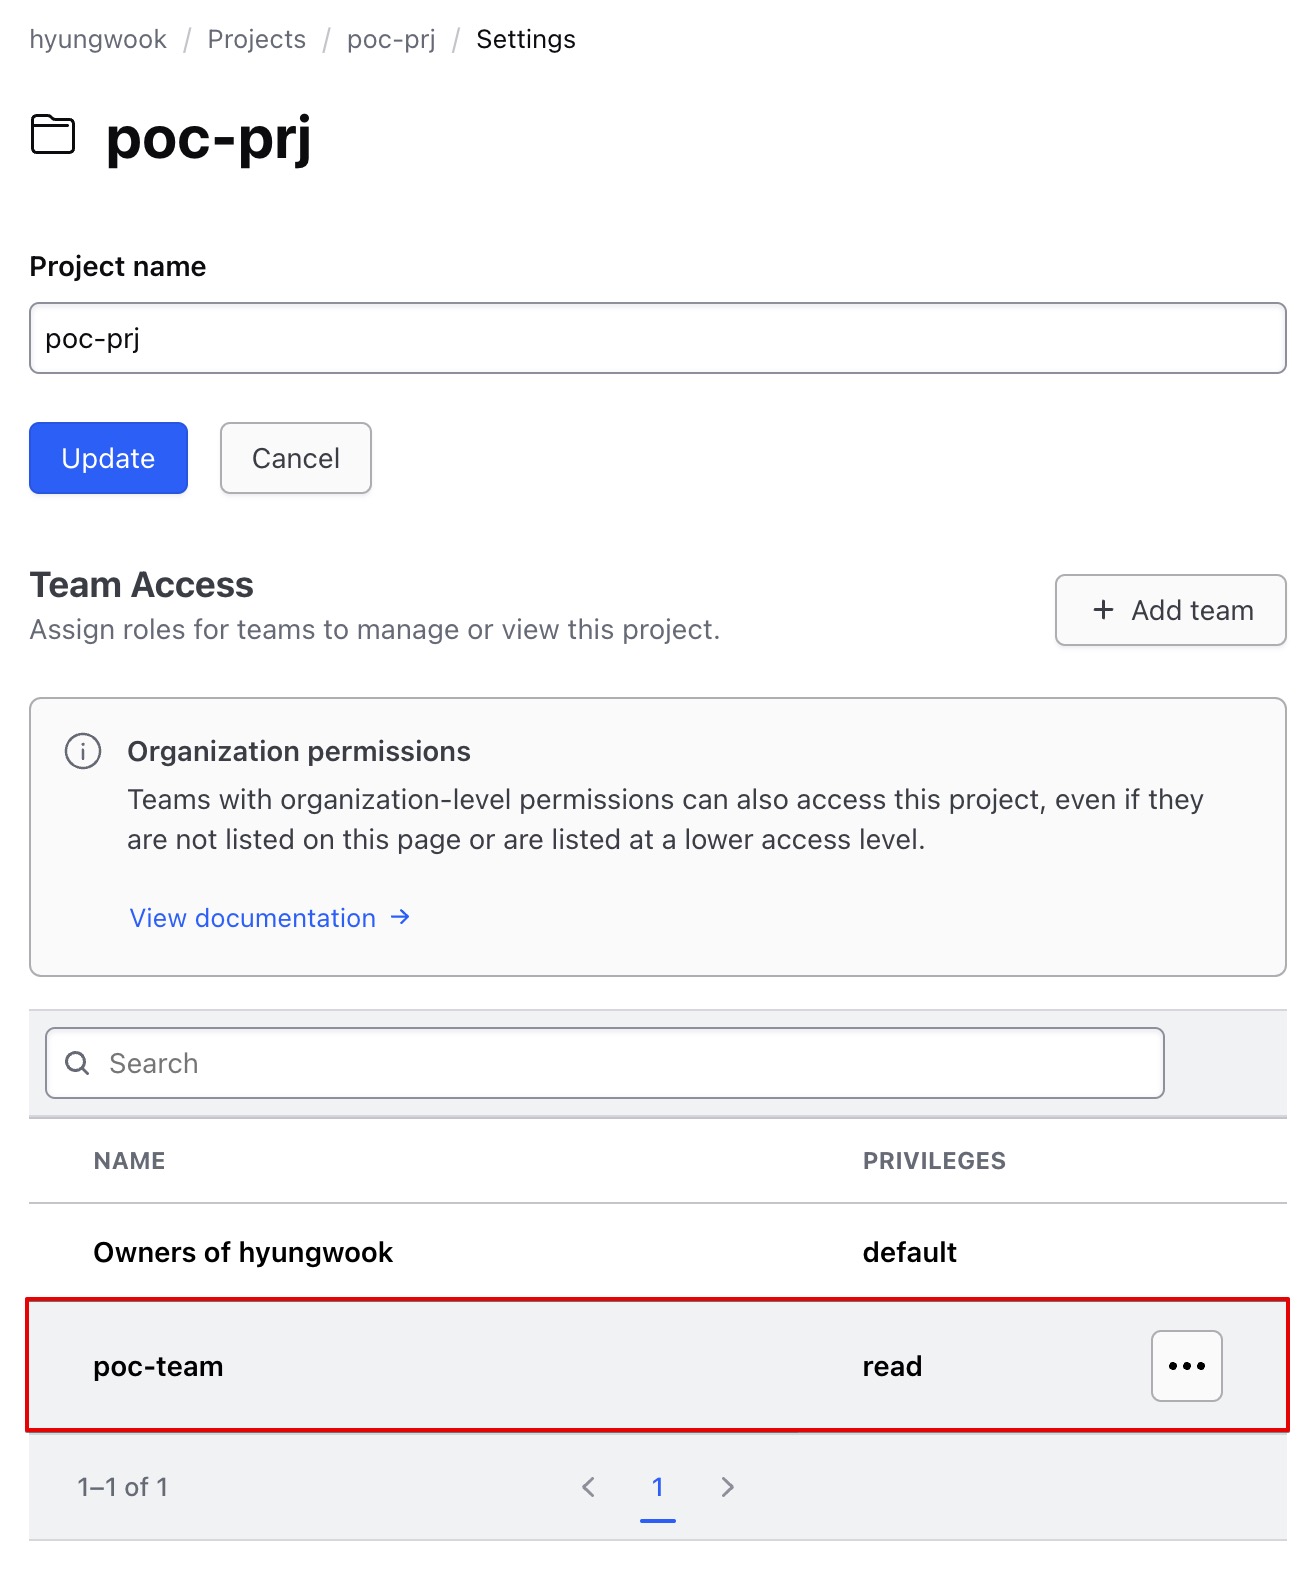 hyungwook / Projects / poc-prj / Settings
poc-prj
Project name
poc-prj
Update Cancel
Team Access
Assign roles for teams to manage or view this project.
+ Add team
Organization permissions
Teams with organization-level permissions can also access this project, even if they
are not listed on this page or are listed at a lower access level.
View documentation →
Search
NAME PRIVILEGES
Owners of hyungwook default
poc-team read
1–1 of 1 1